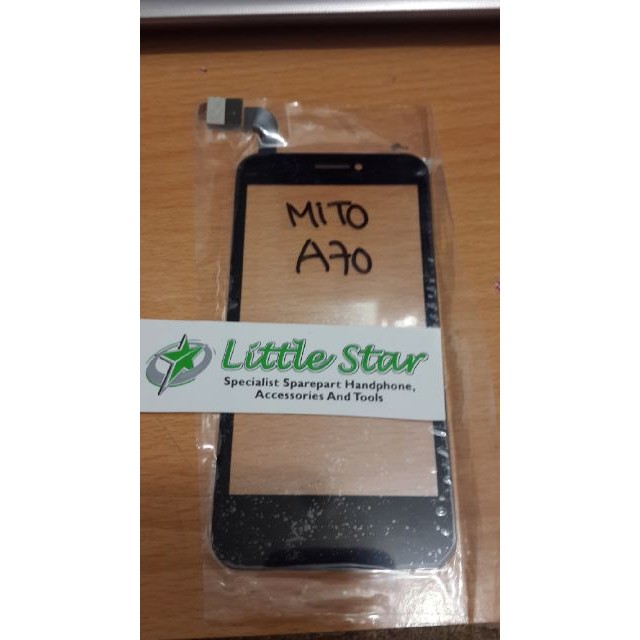 MITO
A70
Little Star
Specialist Sparepart Handphone,
Accessories And Tools